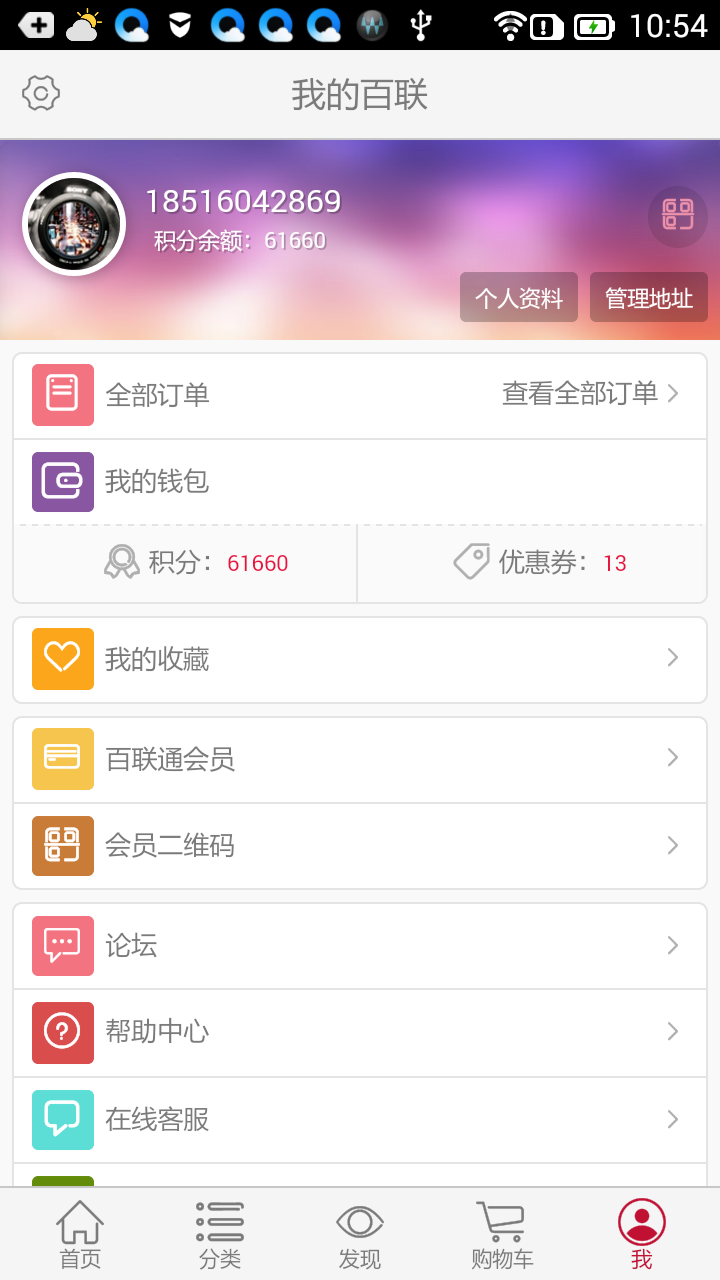 10:54
我的百联
18516042869
积分余额：61660
个人资料 管理地址
全部订单 查看全部订单
我的钱包
积分：61660 优惠券：13
我的收藏
百联通会员
会员二维码
论坛
帮助中心
在线客服
首页 分类 发现 购物车 我